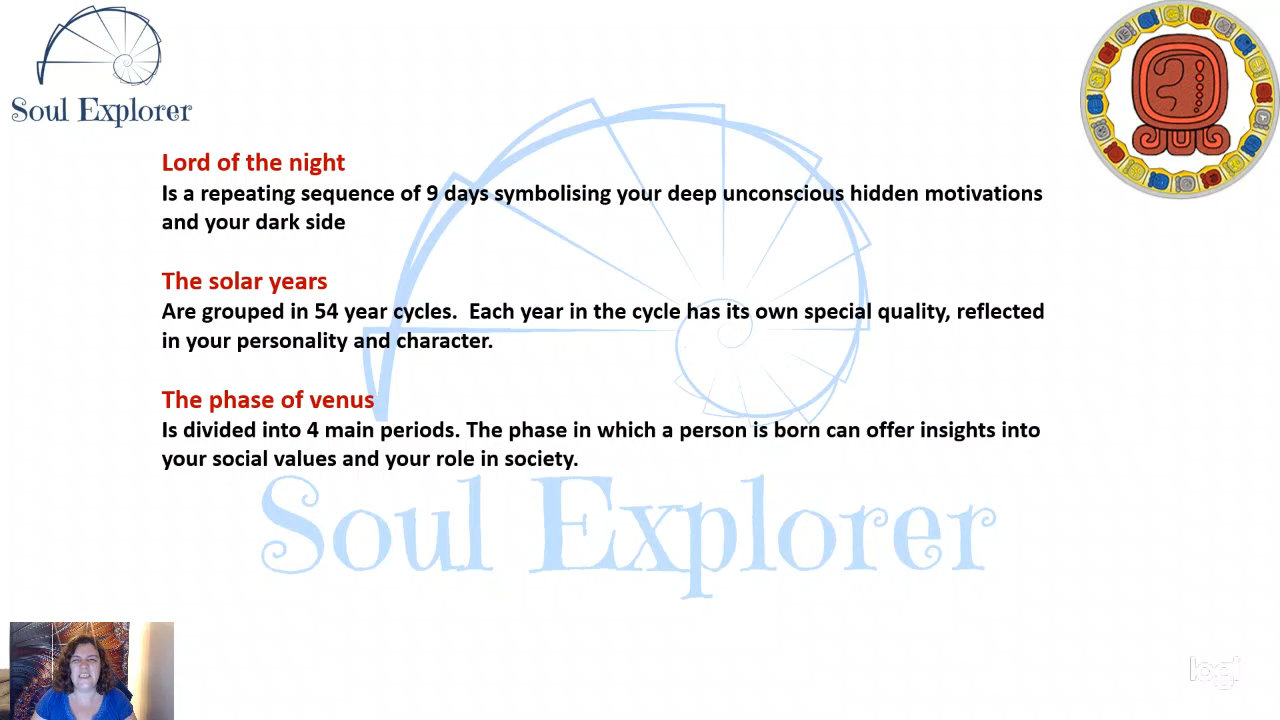 Soul Explorer
Lord of the night
Is a repeating sequence of 9 days symbolising your deep unconscious hidden motivations
and your dark side
The solar years
Are grouped in 54 year cycles.  Each year in the cycle has its own special quality, reflected
in your personality and character.
The phase of venus
Is divided into 4 main periods. The phase in which a person is born can offer insights into
your social values and your role in society.
Soul Explorer
logi